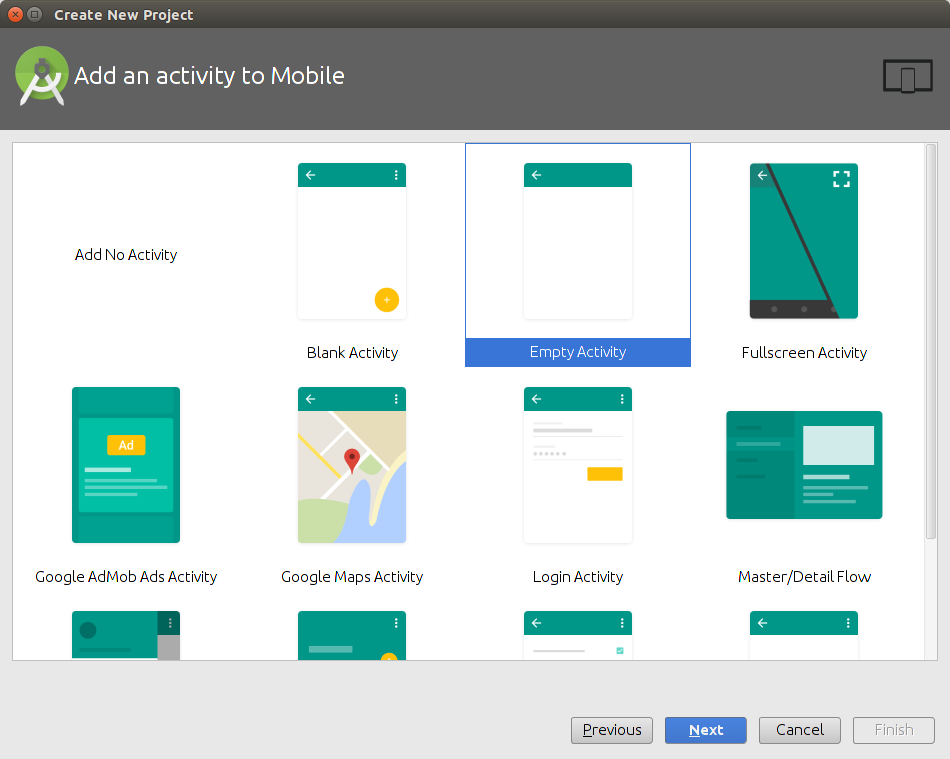 Create New Project
Add an activity to Mobile
Add No Activity
Blank Activity
Empty Activity
Fullscreen Activity
Ad
Google AdMob Ads Activity
Google Maps Activity
Login Activity
Master/Detail Flow
Previous
Next
Cancel
Finish